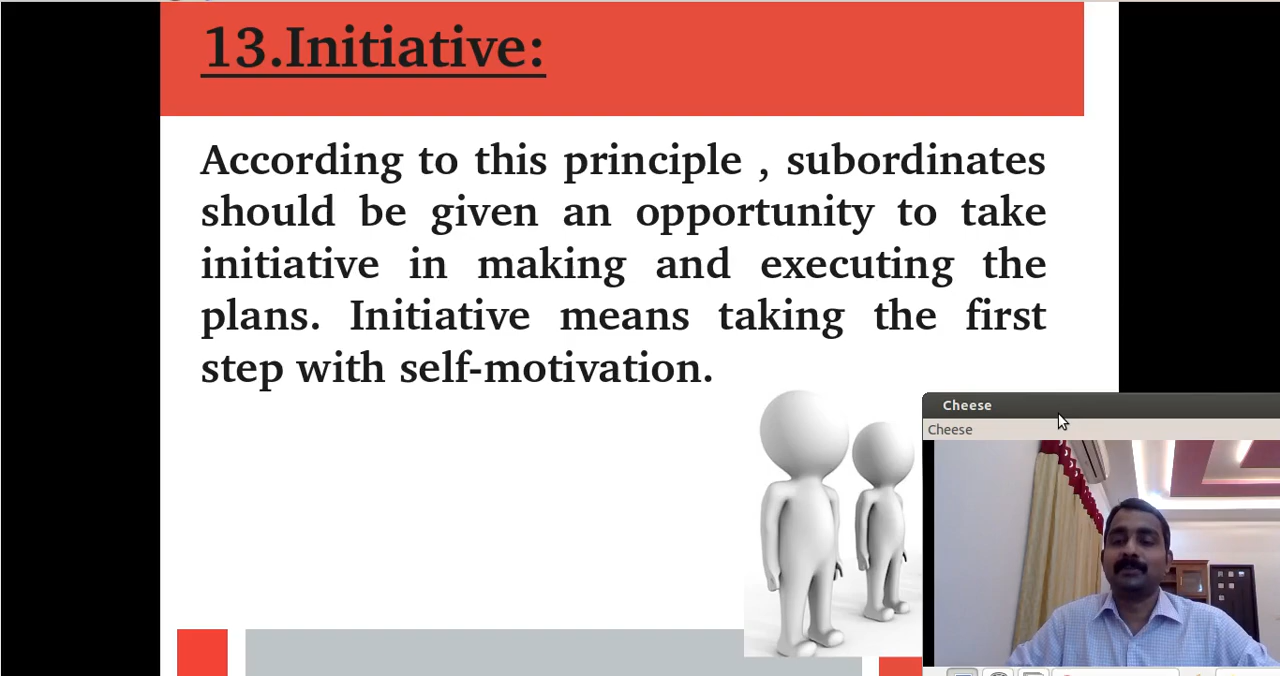 13.Initiative:
According to this principle , subordinates
should be given an opportunity to take
initiative in making and executing the
plans. Initiative means taking the first
step with self-motivation.
Cheese
Cheese